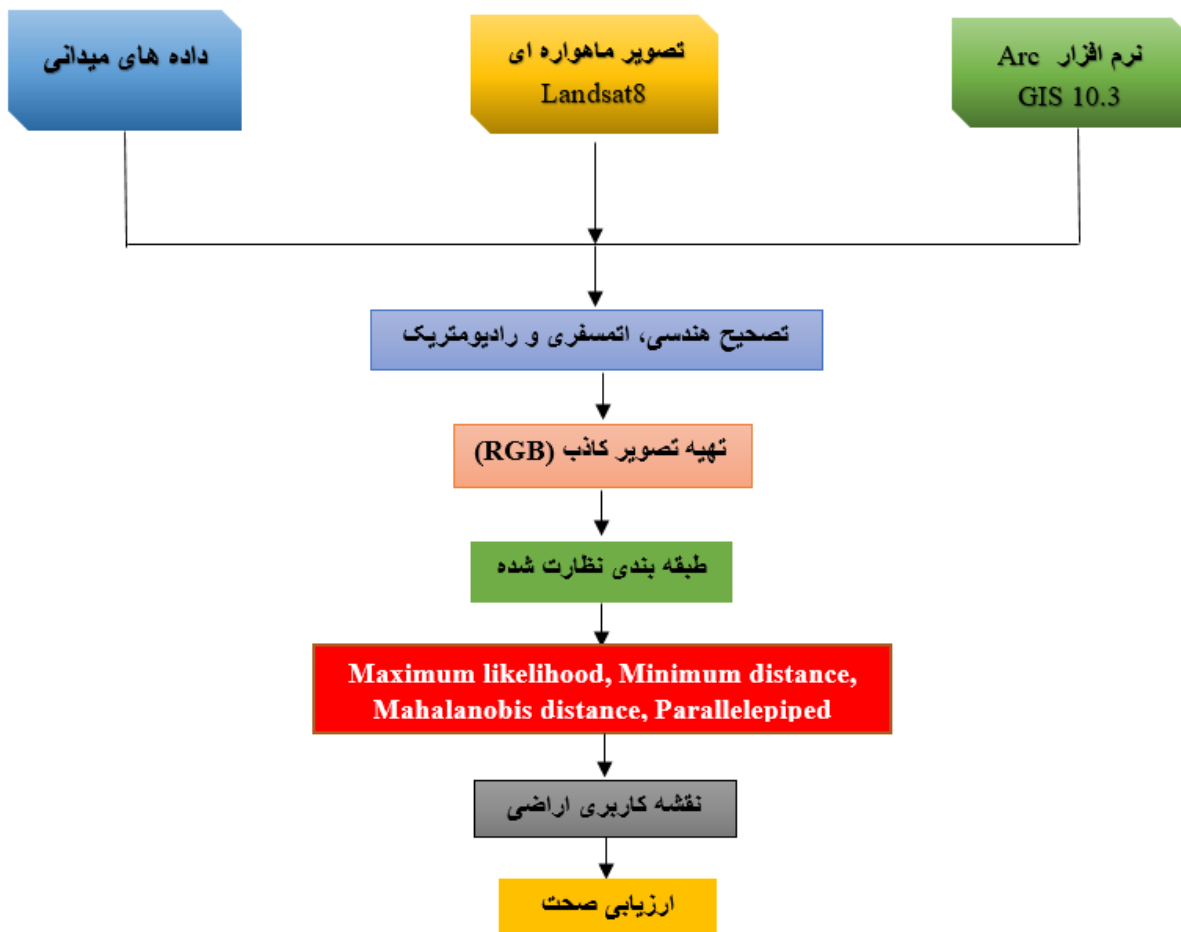 داده های میدانی
تصویر ماهواره ای
Landsat8
نرم افزار Arc
GIS 10.3
تصحیح هندسی، اتمسفری و رادیومتریک
تهیه تصویر کاذب (RGB)
طبقه بندی نظارت شده
Maximum likelihood, Minimum distance,
Mahalanobis distance, Parallelepiped
نقشه کاربری اراضی
ارزیابی صحت